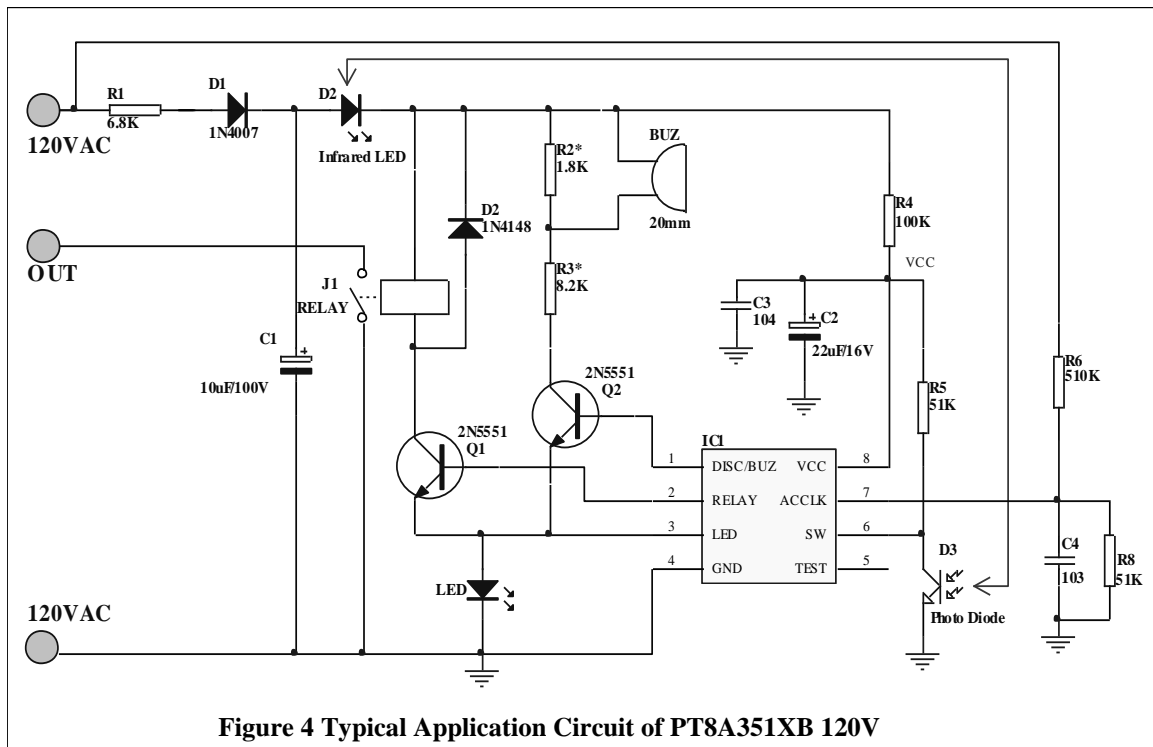 R1
6.8K
120VAC
D1
1N4007
D2
Infrared LED
R2*
1.8K
BUZ
20mm
D2
1N4148
R4
100K
VCC
OUT
J1
RELAY
R3*
8.2K
C3
104
C2
22uF/16V
C1
10uF/100V
R6
510K
R5
51K
2N5551
Q2
2N5551
Q1
IC1
1 DISC/BUZ VCC 8
2 RELAY ACCLK 7
3 LED SW 6
4 GND TEST 5
D3
Photo Diode
C4
103
R8
51K
LED
120VAC
+
+
Figure 4 Typical Application Circuit of PT8A351XB 120V